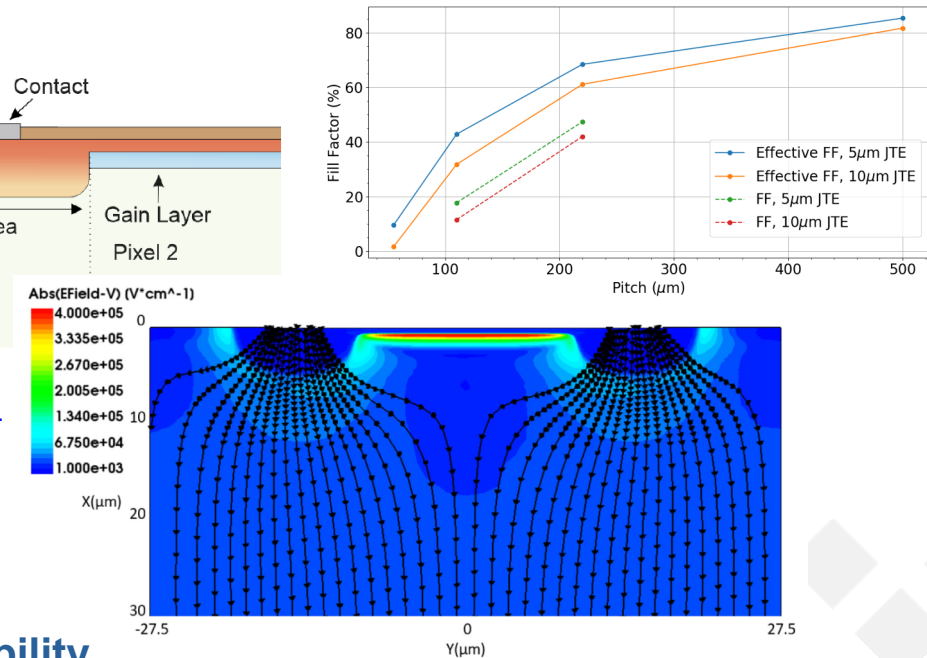 Contact
Gain Layer
ea
Pixel 2
Fill Factor (%)
80
60
40
20
0
100
200
300
400
500
Pitch (μm)
Effective FF, 5μm JTE
Effective FF, 10μm JTE
FF, 5μm JTE
FF, 10μm JTE
Abs(EField-V) (V*cm^-1)
4.000e+05
3.335e+05
2.670e+05
2.005e+05
1.340e+05
6.750e+04
1.000e+03
0
10
20
30
X(μm)
-27.5
0
27.5
Y(μm)
bility